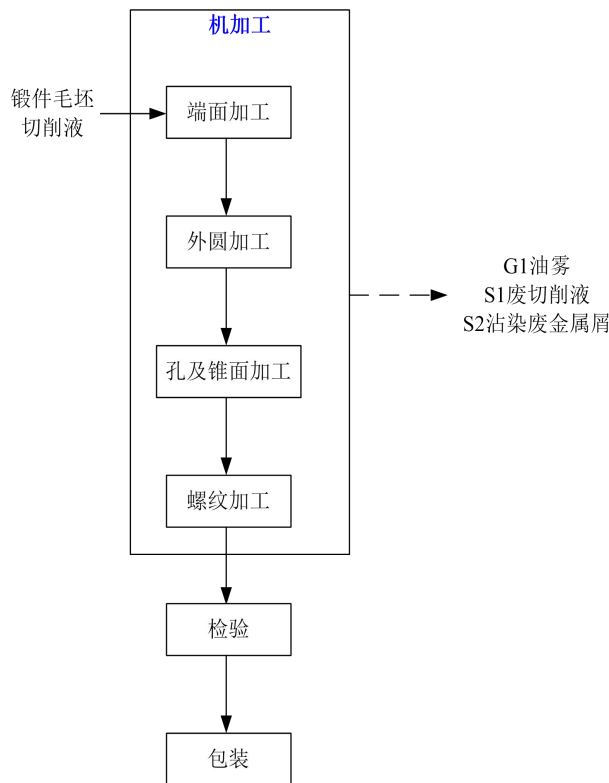 机加工
锻件毛坯
切削液
端面加工
外圆加工
G1油雾
S1废切削液
S2沾染废金属屑
孔及锥面加工
螺纹加工
检验
包装